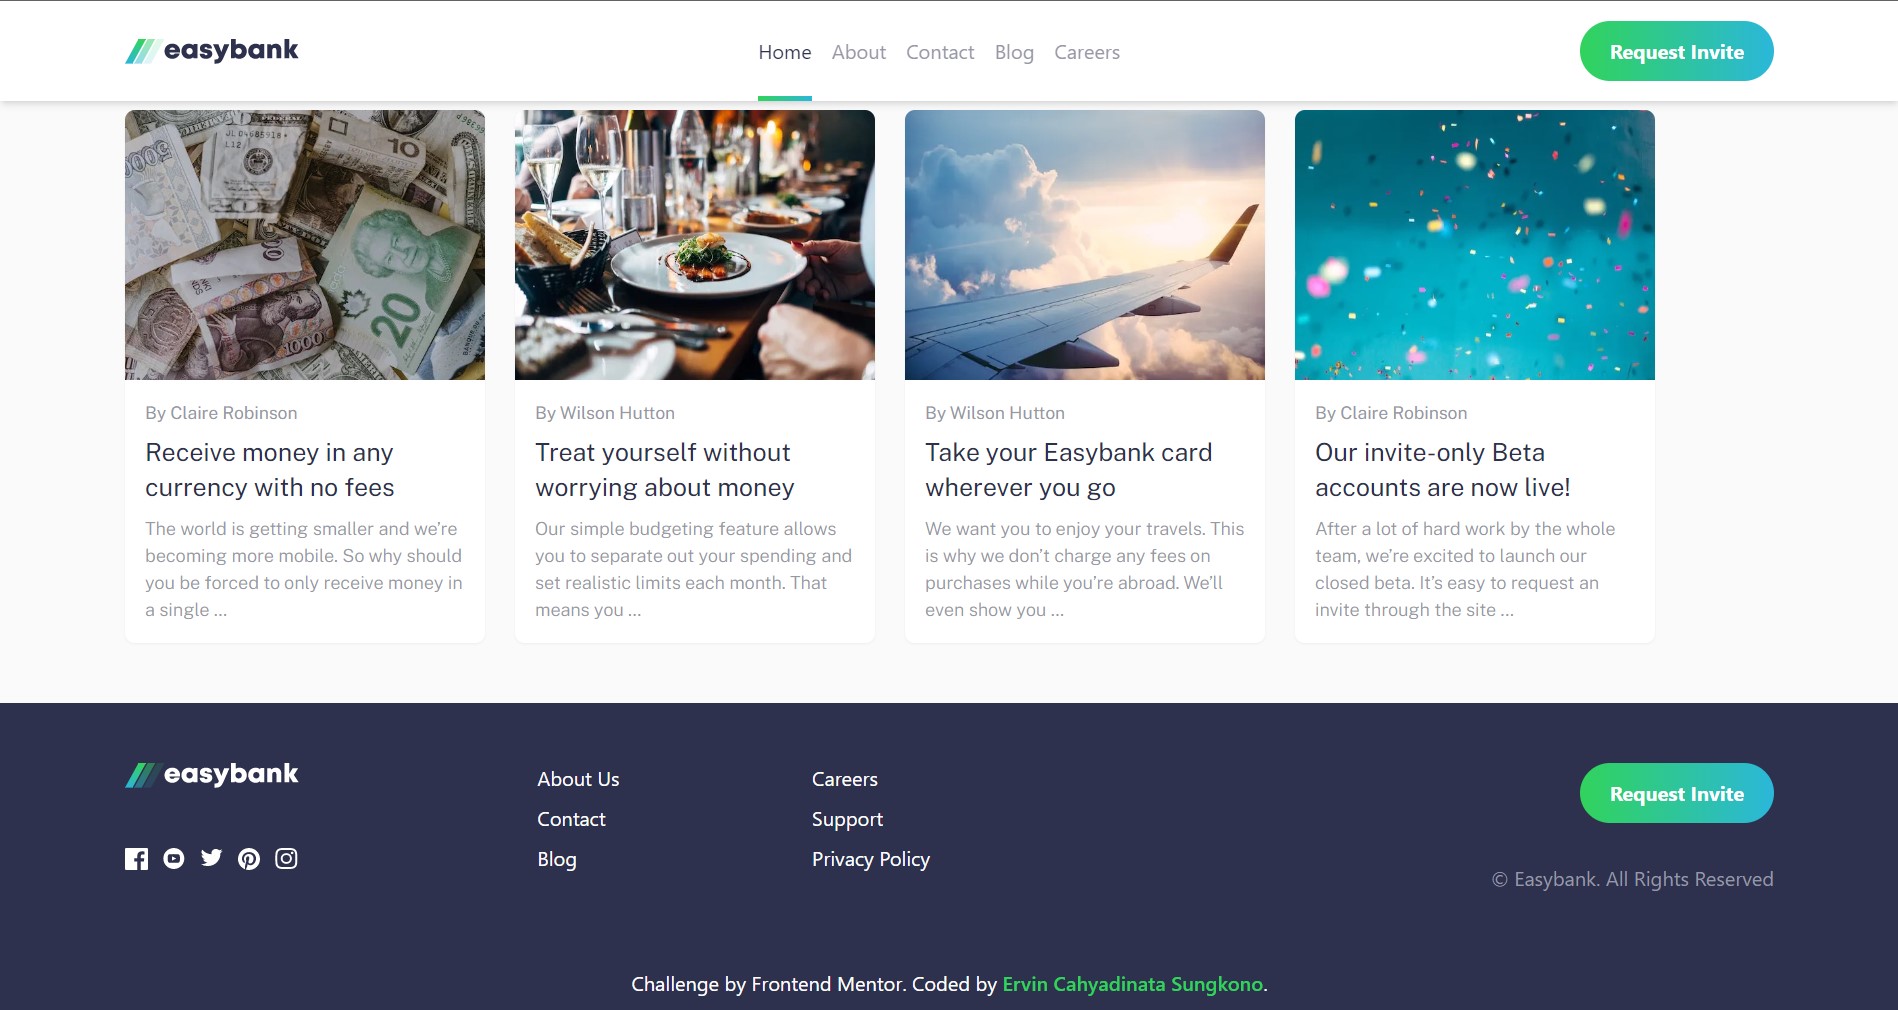 easybank
Home About Contact Blog Careers
Request Invite
FEDERAL
JL 04685918 *
L12
10
5000
20
1000
By Claire Robinson
Receive money in any
currency with no fees
The world is getting smaller and we’re
becoming more mobile. So why should
you be forced to only receive money in
a single …
By Wilson Hutton
Treat yourself without
worrying about money
Our simple budgeting feature allows
you to separate out your spending and
set realistic limits each month. That
means you …
By Wilson Hutton
Take your Easybank card
wherever you go
We want you to enjoy your travels. This
is why we don’t charge any fees on
purchases while you’re abroad. We’ll
even show you …
By Claire Robinson
Our invite-only Beta
accounts are now live!
After a lot of hard work by the whole
team, we’re excited to launch our
closed beta. It’s easy to request an
invite through the site …
easybank
About Us
Contact
Blog
Careers
Support
Privacy Policy
Request Invite
© Easybank. All Rights Reserved
Challenge by Frontend Mentor. Coded by Ervin Cahyadinata Sungkono.